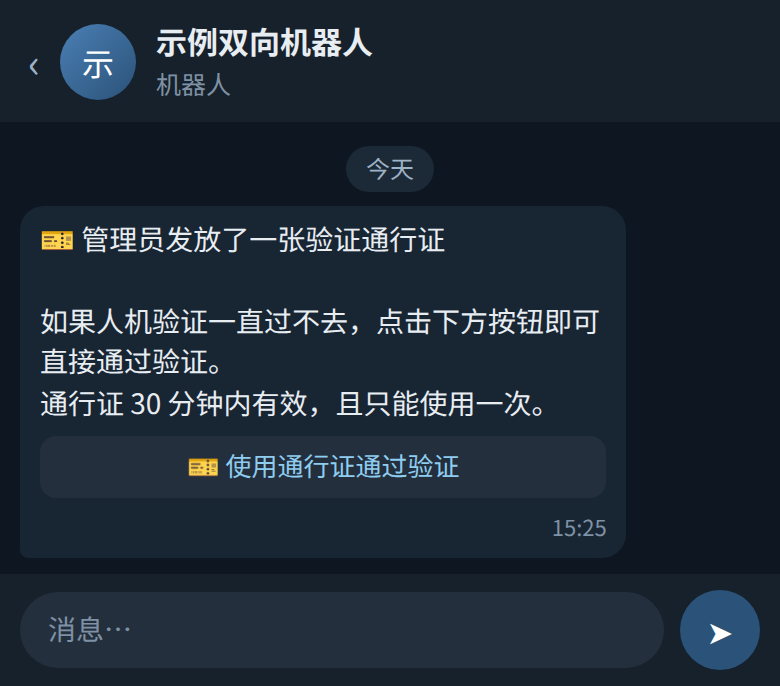 示
示例双向机器人
机器人
今天
🎫 管理员发放了一张验证通行证
如果人机验证一直过不去，点击下方按钮即可
直接通过验证。
通行证 30 分钟内有效，且只能使用一次。
🎫 使用通行证通过验证
15:25
消息…